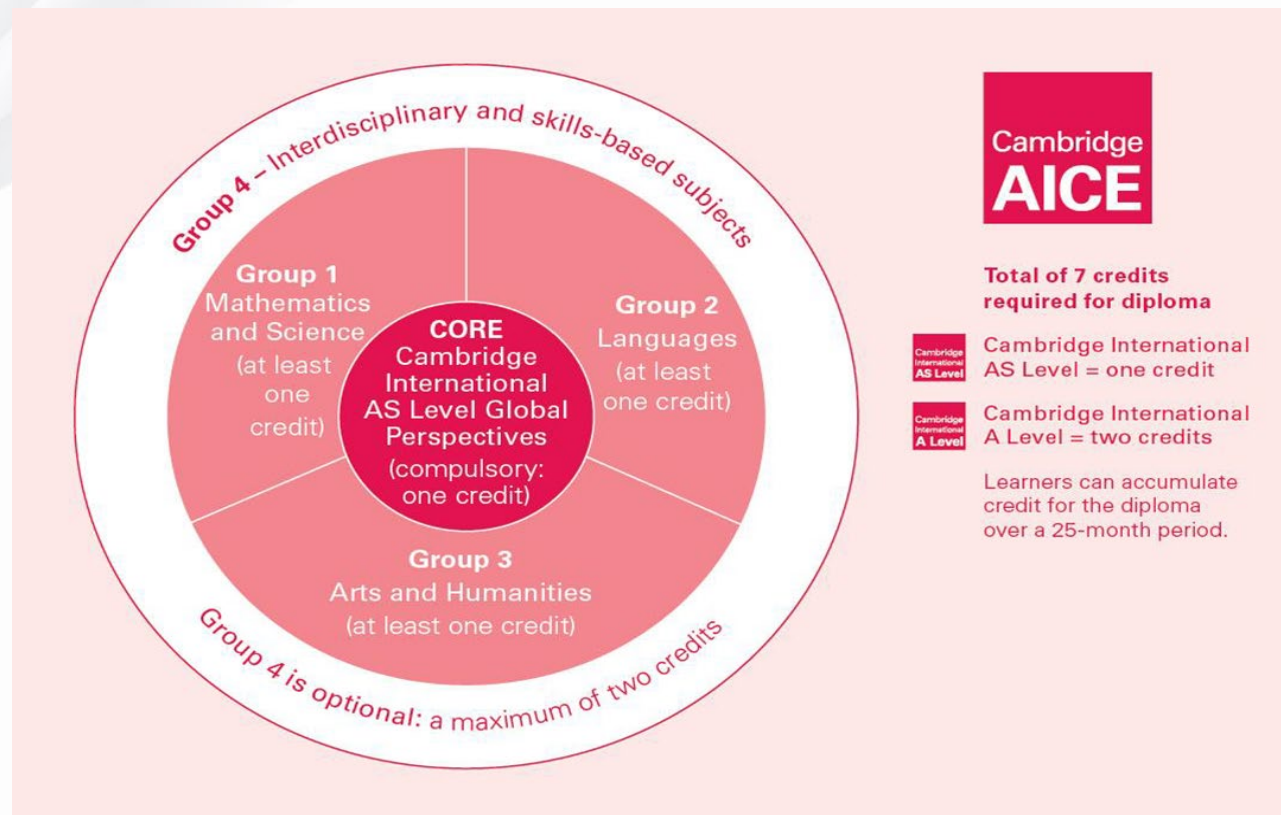 Group 4 – Interdisciplinary and skills-based subjects
Group 1
Mathematics
and Science
(at least
one
credit)
CORE
Cambridge
International
AS Level Global
Perspectives
(compulsory:
one credit)
Group 2
Languages
(at least
one credit)
Group 3
Arts and Humanities
(at least one credit)
Group 4 is optional: a maximum of two credits
Cambridge
AICE
Total of 7 credits
required for diploma
Cambridge
International
AS Level
Cambridge International
AS Level = one credit
Cambridge
International
A Level
Cambridge International
A Level = two credits
Learners can accumulate
credit for the diploma
over a 25-month period.